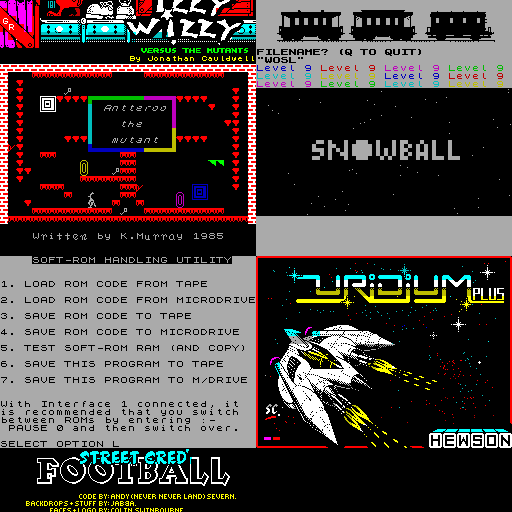 GR
IZZY
WIZZY
VERSUS THE MUTANTS
By Jonathan Cauldwell
FILENAME? (Q TO QUIT)
"WOSL"
Level 9 Level 9 Level 9 Level 9
Level 9 Level 9 Level 9 Level 9
Level 9 Level 9 Level 9 Level 9
Antteroo
the
mutant
Written by K.Murray 1985
SNOWBALL
SOFT-ROM HANDLING UTILITY
1. LOAD ROM CODE FROM TAPE
2. LOAD ROM CODE FROM MICRODRIVE
3. SAVE ROM CODE TO TAPE
4. SAVE ROM CODE TO MICRODRIVE
5. TEST SOFT-ROM RAM (AND COPY)
6. SAVE THIS PROGRAM TO TAPE
7. SAVE THIS PROGRAM TO M/DRIVE
With Interface 1 connected, it
is recommended that you switch
between ROMs by entering :-
PAUSE 0 and then switch over.
SELECT OPTION L
URIDIUM
PLUS
SC
HEWSON
STREET CRED'
FOOTBALL
CODE BY: ANDY (NEVER NEVER LAND) SEVERN.
BACKDROPS + STUFF BY: JABBA.
FACES + LOGO BY: COLIN SWINBOURNE